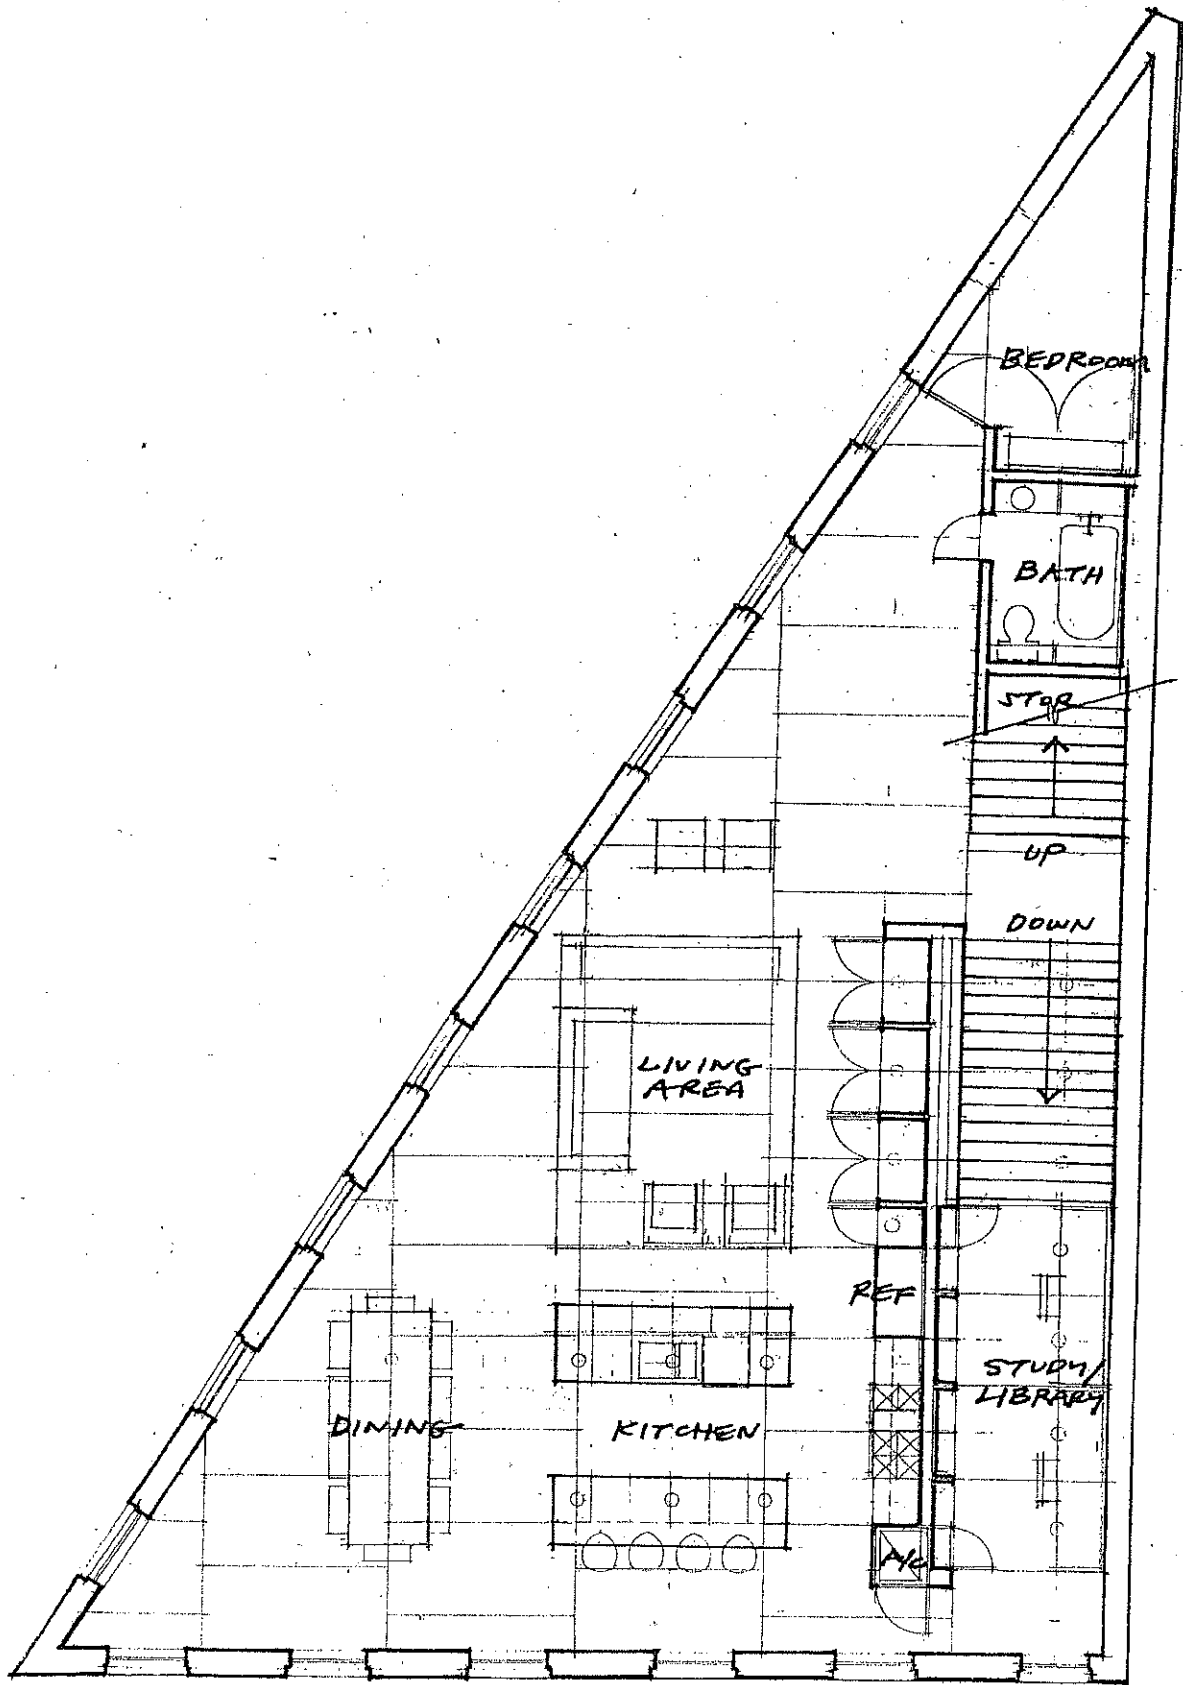 BEDROOM
BATH
STOR
UP
DOWN
LIVING
AREA
REF
STUDY/
LIBRARY
DINING
KITCHEN
A/C